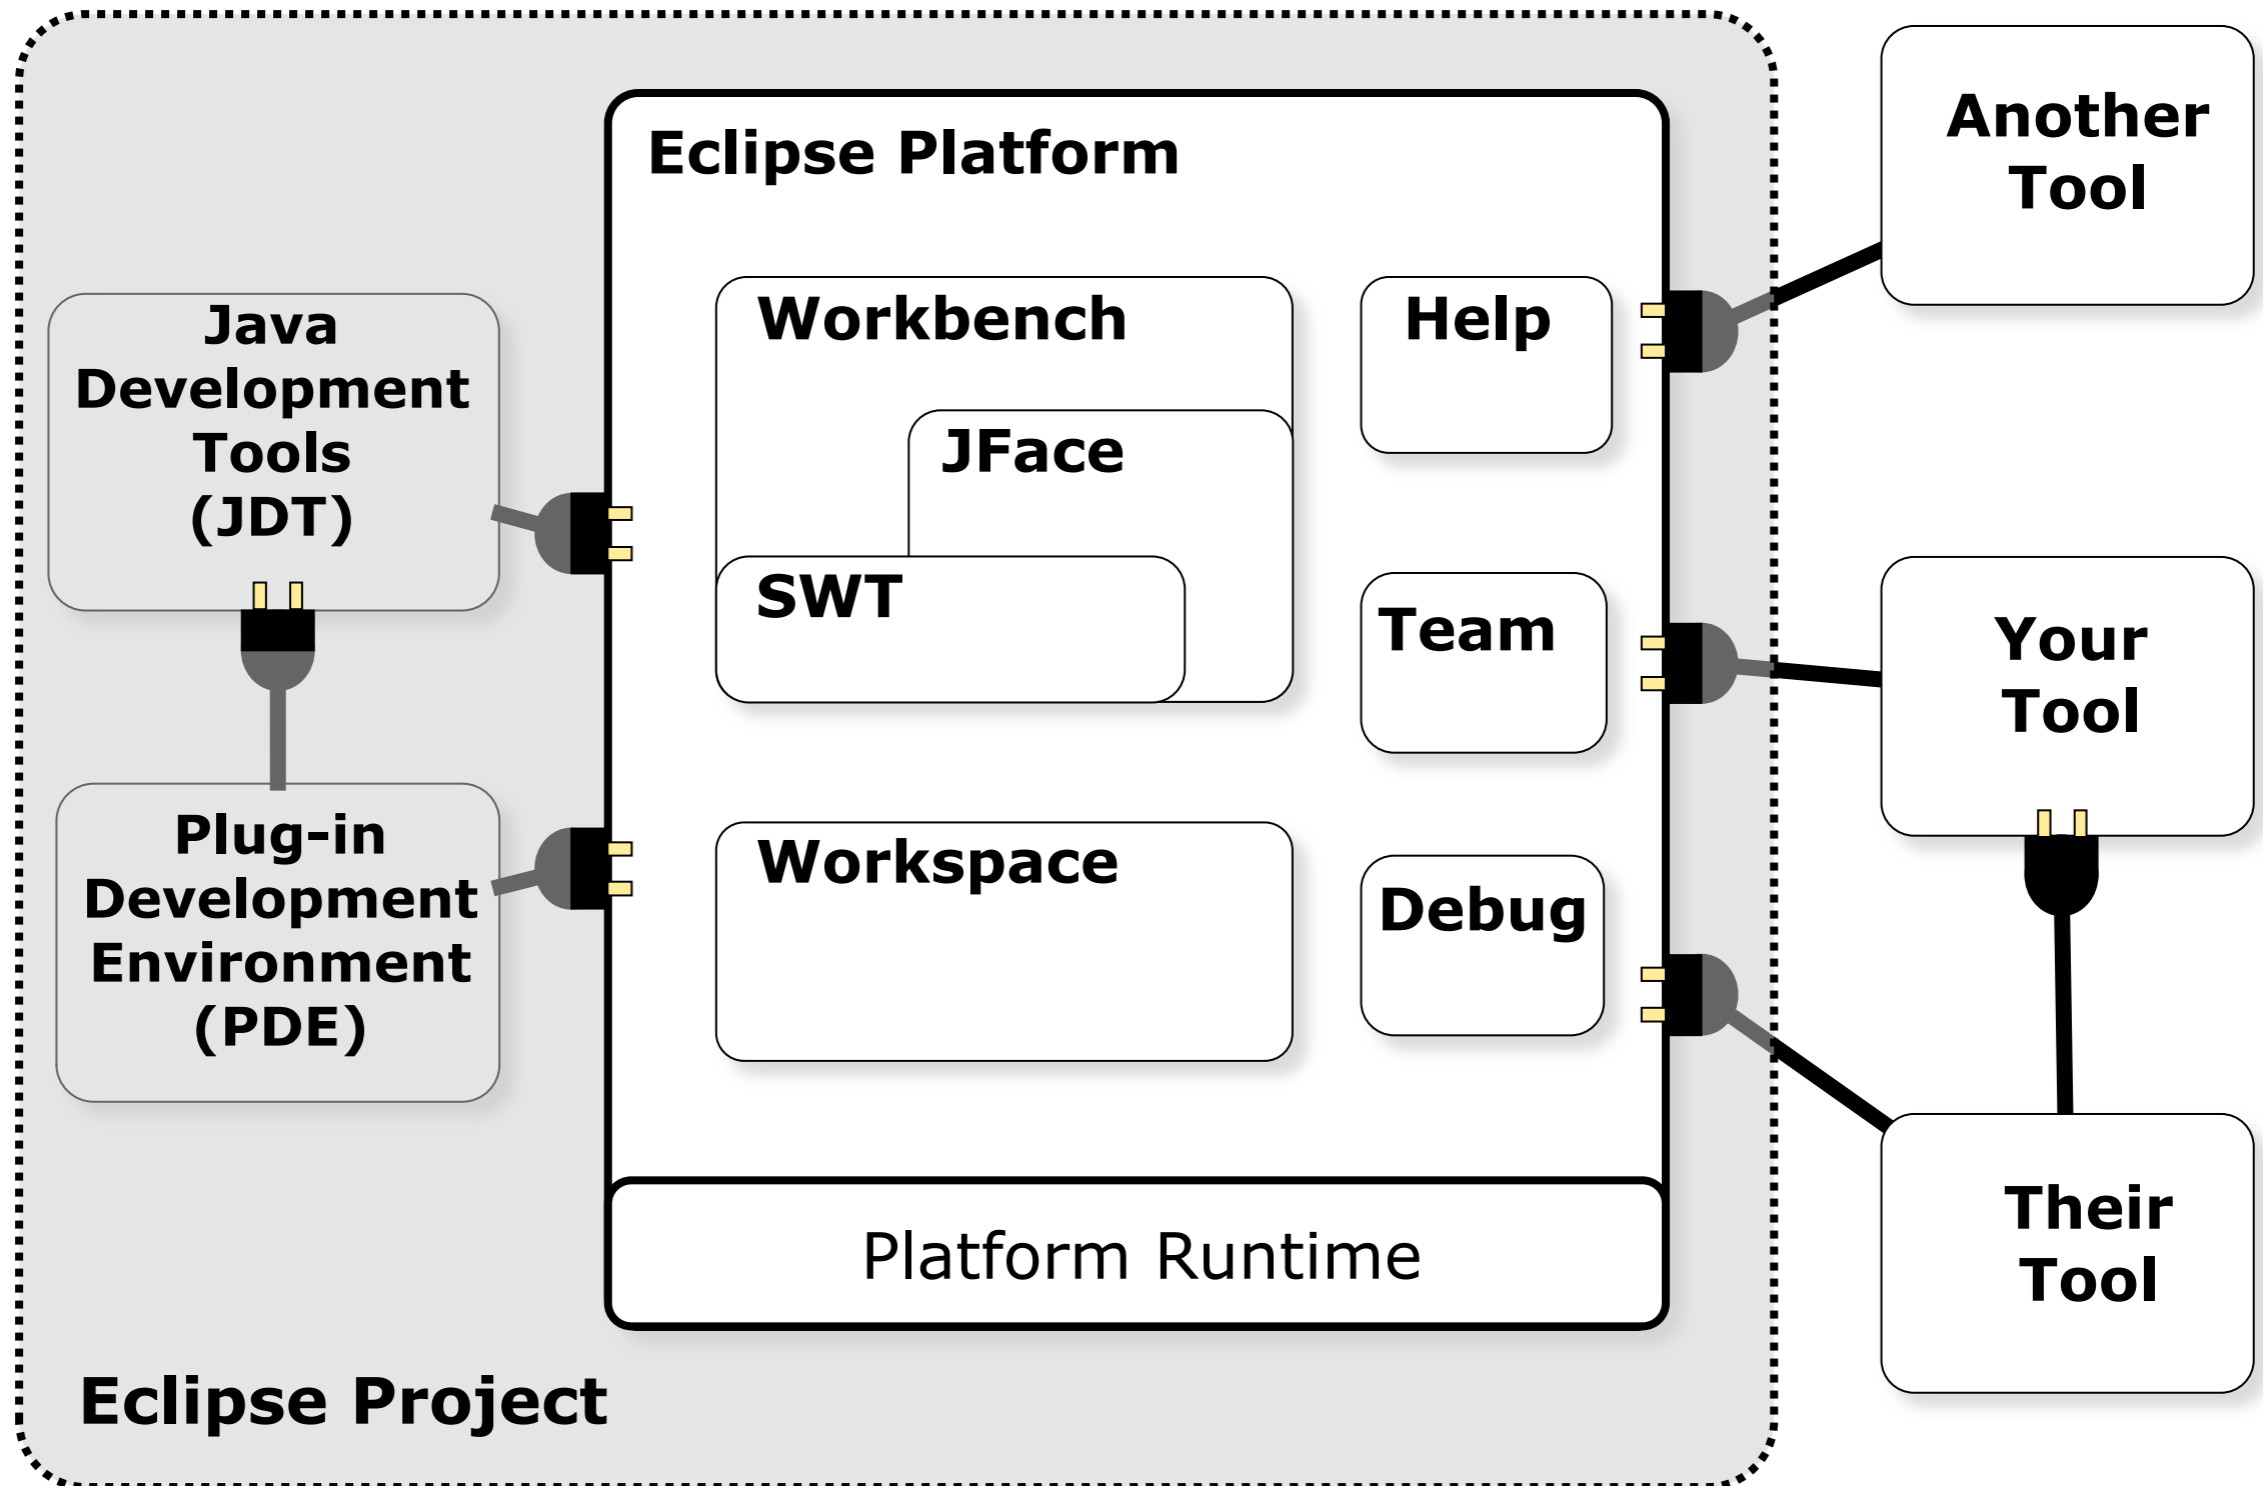 Eclipse Platform
Java
Development
Tools
(JDT)
Plug-in
Development
Environment
(PDE)
Workbench
JFace
SWT
Workspace
Help
Team
Debug
Platform Runtime
Eclipse Project
Another
Tool
Your
Tool
Their
Tool